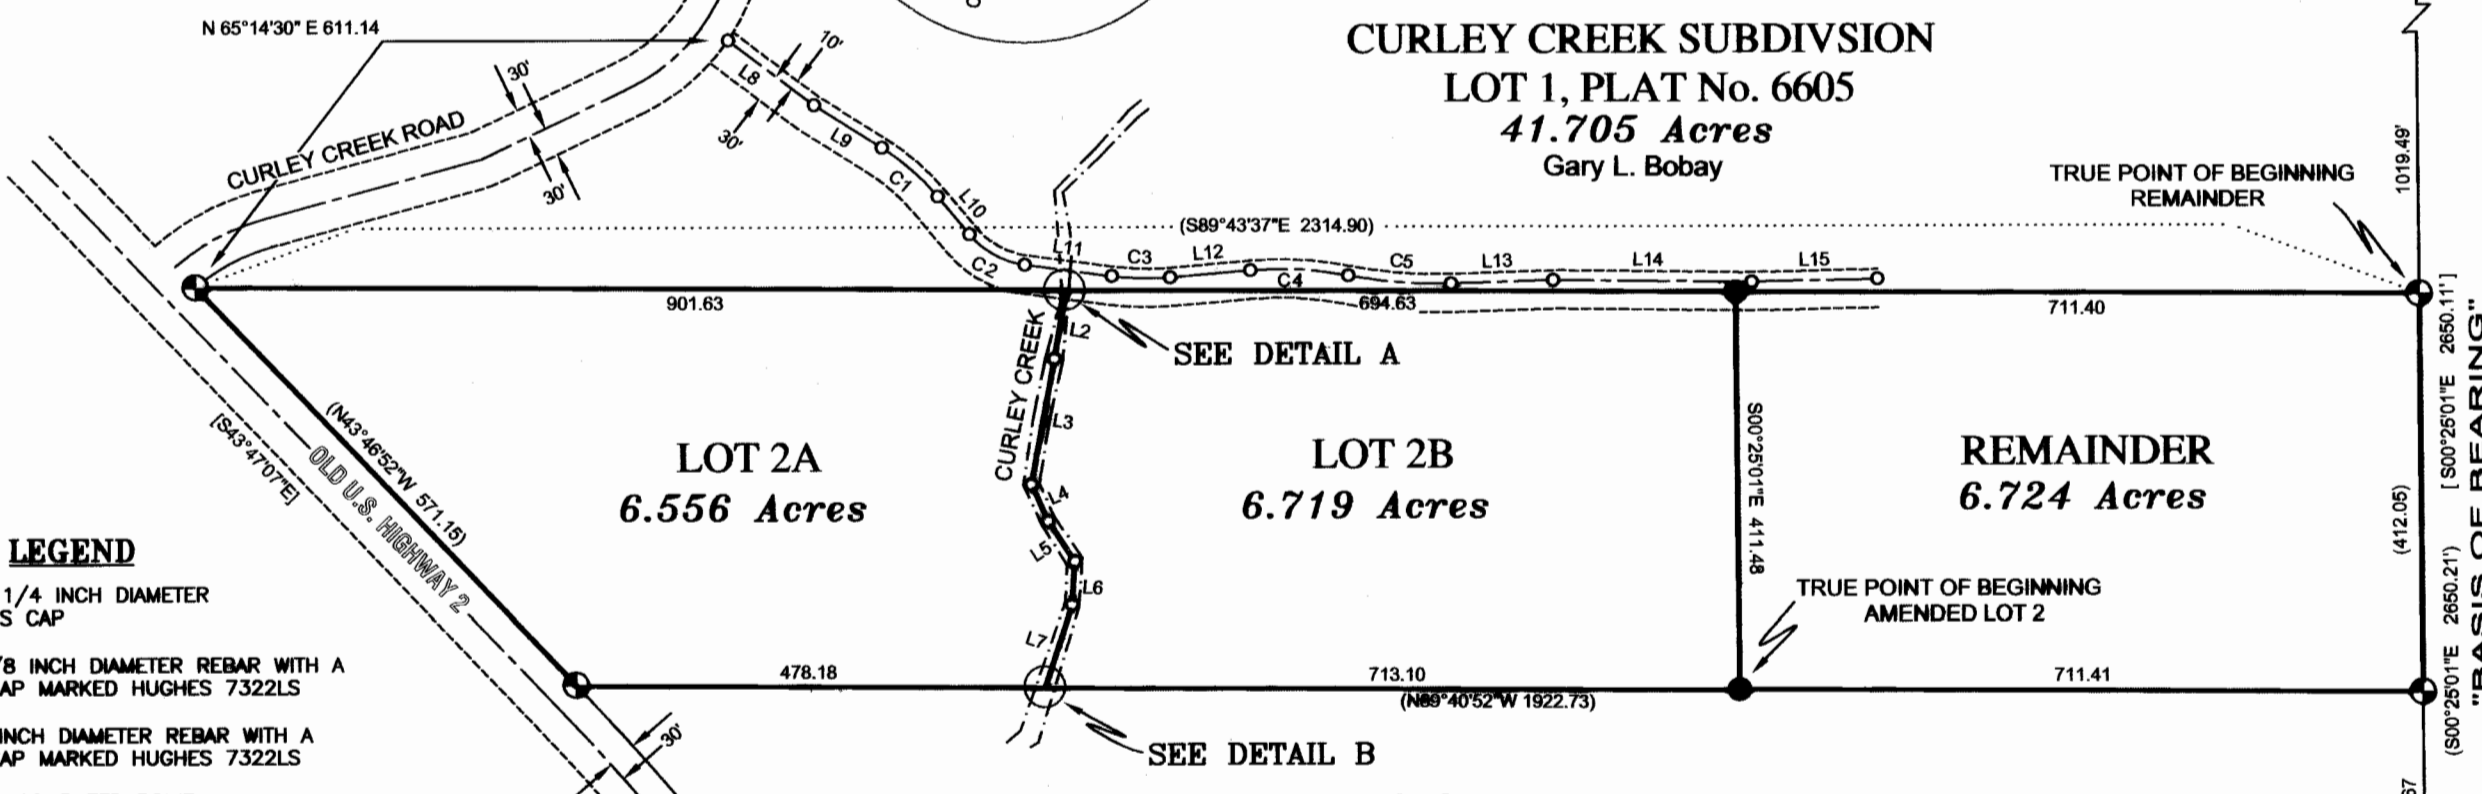 N 65°14'30" E 611.14
CURLEY CREEK SUBDIVSION
LOT 1, PLAT No. 6605
41.705 Acres
Gary L. Bobay
TRUE POINT OF BEGINNING
REMAINDER
1019.49'
CURLEY CREEK ROAD
30'
30'
10'
30'
L8
L9
C1
L10
C2
L11
C3
L12
C4
C5
L13
L14
L15
(S89°43'37"E 2314.90)
901.63
694.63
711.40
SEE DETAIL A
CURLEY CREEK
L2
L3
L4
L5
L6
L7
LOT 2A
6.556 Acres
LOT 2B
6.719 Acres
REMAINDER
6.724 Acres
S00°25'01"E 411.48
(412.05)
[S00°25'01"E 2650.11']
(S00°25'01"E 2650.21')
"BASIS OF BEARING"
(N43°46'52"W 571.15)
OLD U.S. HIGHWAY 2
[S43°47'07"E]
TRUE POINT OF BEGINNING
AMENDED LOT 2
478.18
713.10
711.41
(N89°40'52"W 1922.73)
SEE DETAIL B
30'
LEGEND
1/4 INCH DIAMETER
S CAP
/8 INCH DIAMETER REBAR WITH A
AP MARKED HUGHES 7322LS
INCH DIAMETER REBAR WITH A
AP MARKED HUGHES 7322LS